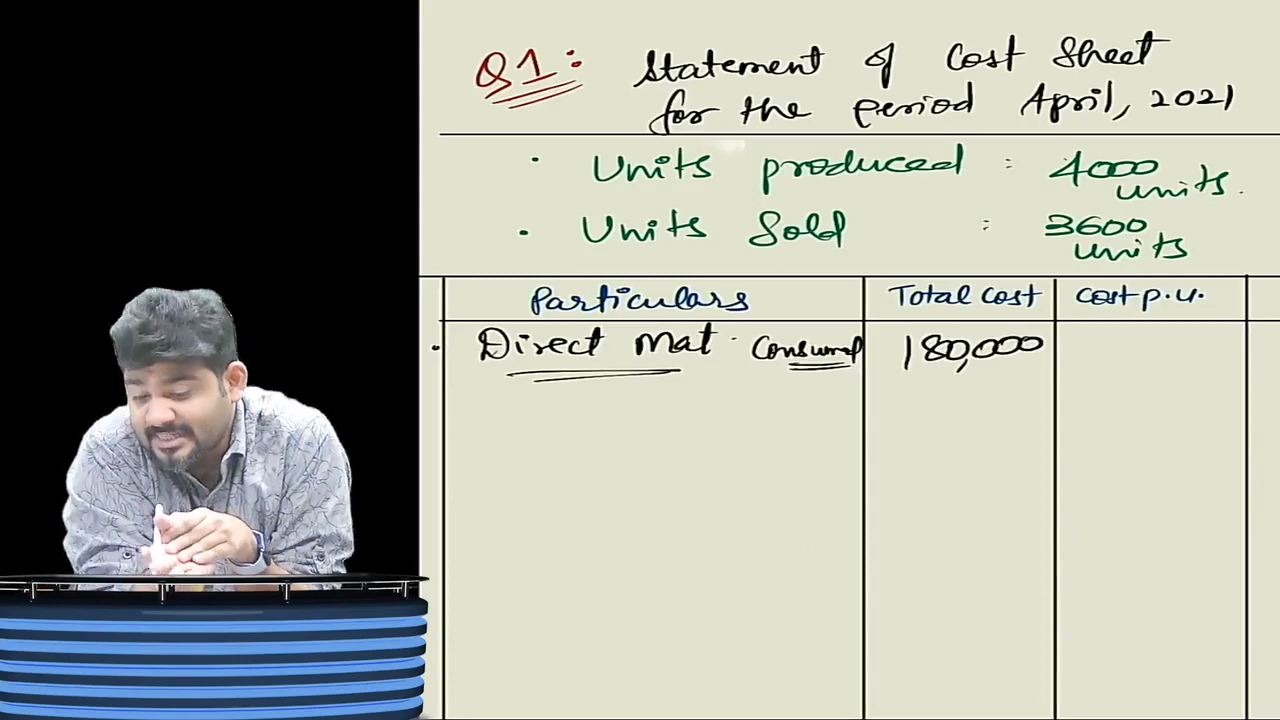 Q1: Statement of Cost Sheet
for the period April, 2021
• Units produced : 4000 units.
• Units Sold : 3600 units
Particulars Total Cost Cost p.u.
• Direct Mat. Consumed 180,000